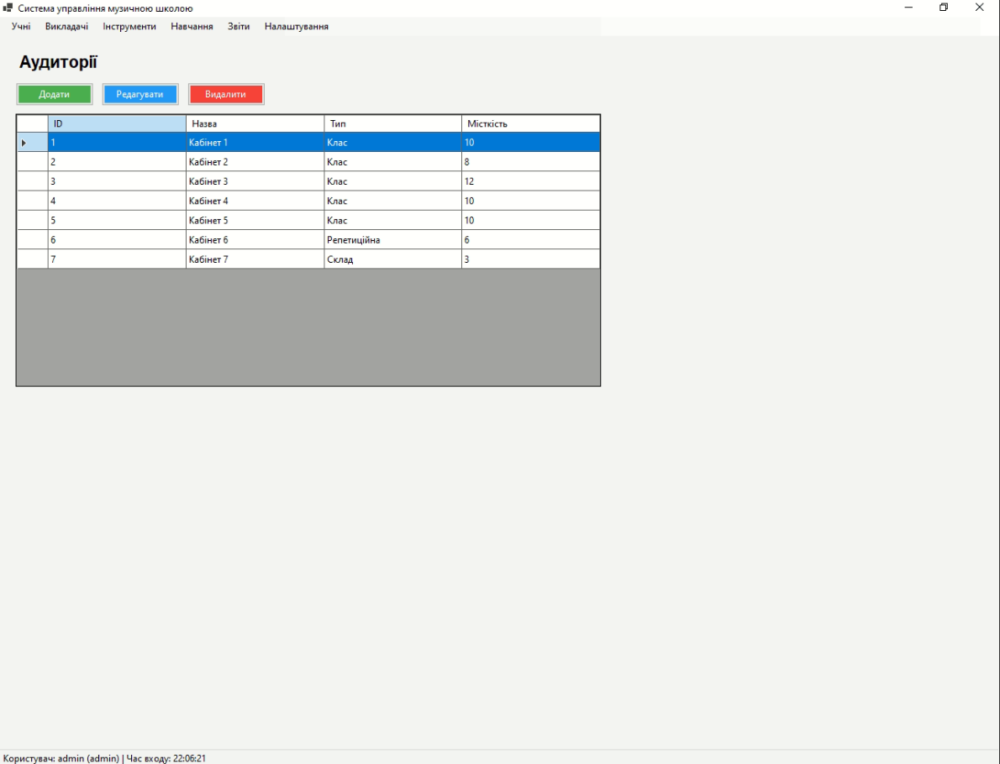 Система управління музичною школою
Учні Викладачі Інструменти Навчання Звіти Налаштування
Аудиторії
Додати Редагувати Видалити
ID Назва Тип Місткість
1 Кабінет 1 Клас 10
2 Кабінет 2 Клас 8
3 Кабінет 3 Клас 12
4 Кабінет 4 Клас 10
5 Кабінет 5 Клас 10
6 Кабінет 6 Репетиційна 6
7 Кабінет 7 Склад 3
Користувач: admin (admin) | Час входу: 22:06:21